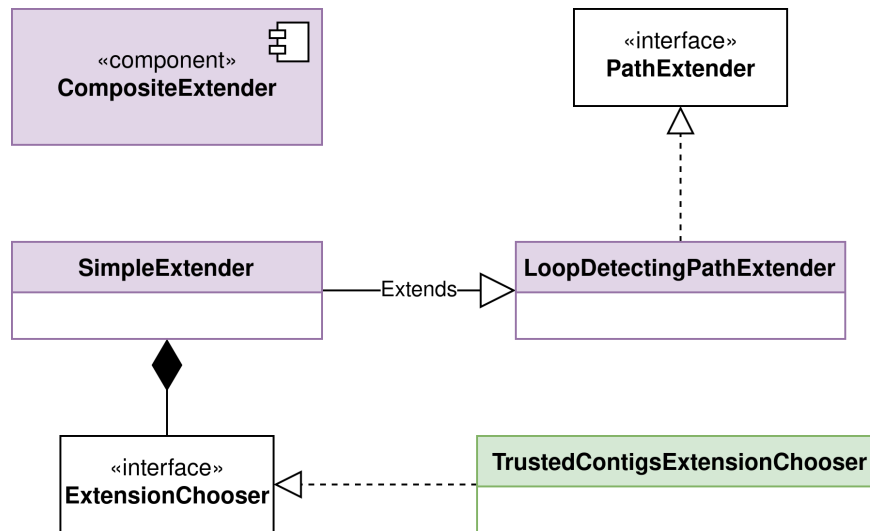 «component»
CompositeExtender
«interface»
PathExtender
SimpleExtender
Extends
LoopDetectingPathExtender
«interface»
ExtensionChooser
TrustedContigsExtensionChooser